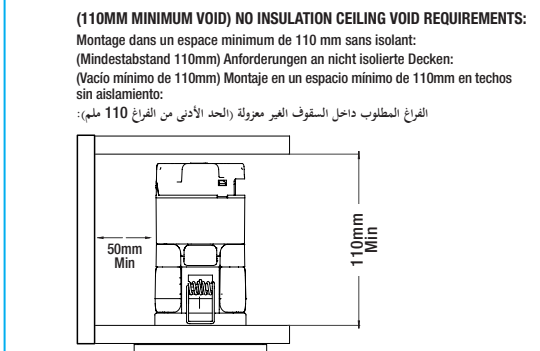 (110MM MINIMUM VOID) NO INSULATION CEILING VOID REQUIREMENTS:
Montage dans un espace minimum de 110 mm sans isolant:
(Mindestabstand 110mm) Anforderungen an nicht isolierte Decken:
(Vacío mínimo de 110mm) Montaje en un espacio mínimo de 110mm en techos
sin aislamiento:
الفراغ المطلوب داخل السقوف الغير معزولة (الحد الأدنى من الفراغ 110 ملم):
50mm
Min
110mm
Min